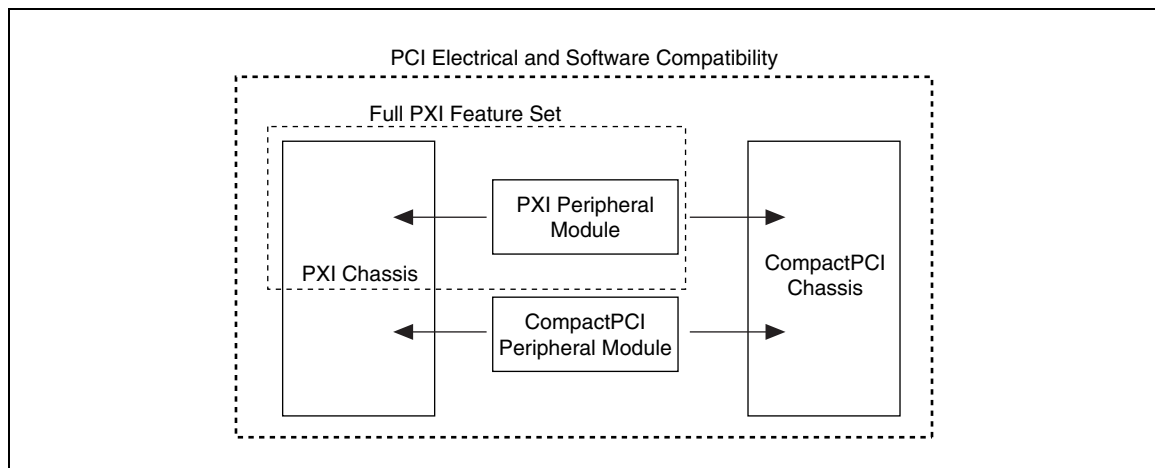 PCI Electrical and Software Compatibility
Full PXI Feature Set
PXI Peripheral
Module
PXI Chassis
CompactPCI
Chassis
CompactPCI
Peripheral Module